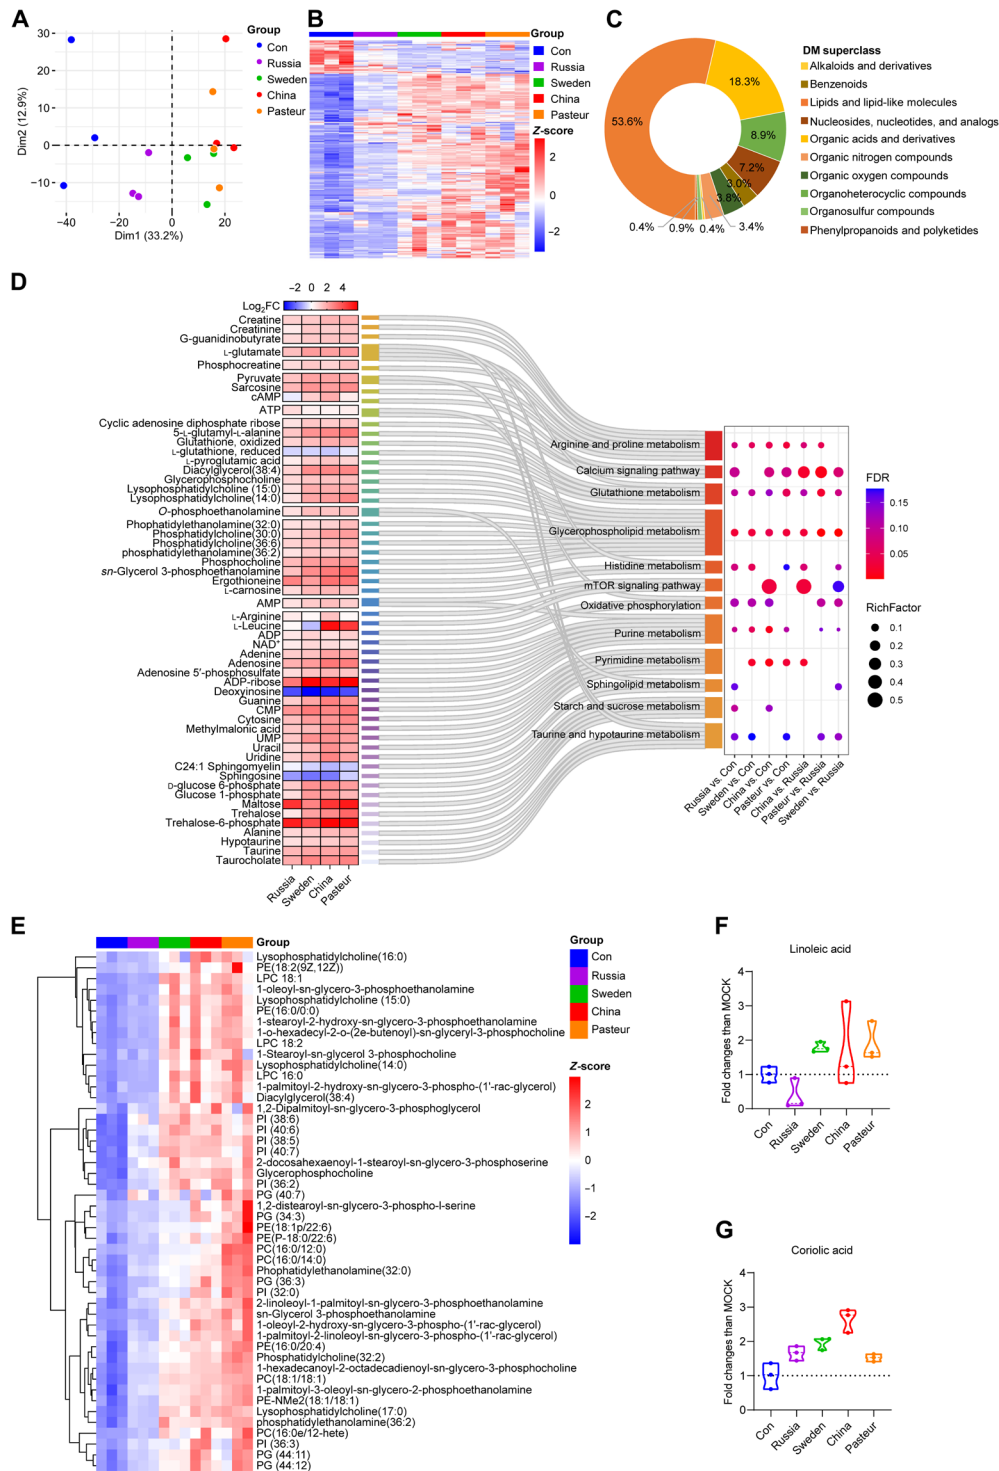 A
Group
Con
Russia
Sweden
China
Pasteur
Dim2 (12.9%)
30
20
10
0
−10
−40
−20
0
20
Dim1 (33.2%)
B
Group
Con
Russia
Sweden
China
Pasteur
Z-score
2
0
−2
C
53.6%
18.3%
8.9%
7.2%
3.0%
3.8%
3.4%
0.4%
0.9%
0.4%
DM superclass
Alkaloids and derivatives
Benzenoids
Lipids and lipid-like molecules
Nucleosides, nucleotides, and analogs
Organic acids and derivatives
Organic nitrogen compounds
Organic oxygen compounds
Organoheterocyclic compounds
Organosulfur compounds
Phenylpropanoids and polyketides
D
−2 0 2 4
Log2FC
Creatine
Creatinine
G-guanidinobutyrate
L-glutamate
Phosphocreatine
Pyruvate
Sarcosine
cAMP
ATP
Cyclic adenosine diphosphate ribose
5-L-glutamyl-L-alanine
Glutathione, oxidized
L-glutathione, reduced
L-pyroglutamic acid
Diacylglycerol(38:4)
Glycerophosphocholine
Lysophosphatidylcholine (15:0)
Lysophosphatidylcholine (14:0)
O-phosphoethanolamine
Phophatidylethanolamine(32:0)
Phosphatidylcholine (30:0)
Phosphatidylcholine (36:6)
phosphatidylethanolamine(36:2)
Phosphocholine
sn-Glycerol 3-phosphoethanolamine
Ergothioneine
L-carnosine
AMP
L-Arginine
L-Leucine
ADP
NAD+
Adenine
Adenosine
Adenosine 5′-phosphosulfate
ADP-ribose
Deoxyinosine
Guanine
CMP
Cytosine
Methylmalonic acid
UMP
Uracil
Uridine
C24:1 Sphingomyelin
Sphingosine
D-glucose 6-phosphate
Glucose 1-phosphate
Maltose
Trehalose
Trehalose-6-phosphate
Alanine
Hypotaurine
Taurine
Taurocholate
Russia
Sweden
China
Pasteur
Arginine and proline metabolism
Calcium signaling pathway
Glutathione metabolism
Glycerophospholipid metabolism
Histidine metabolism
mTOR signaling pathway
Oxidative phosphorylation
Purine metabolism
Pyrimidine metabolism
Sphingolipid metabolism
Starch and sucrose metabolism
Taurine and hypotaurine metabolism
Russia vs. Con
Sweden vs. Con
China vs. Con
Pasteur vs. Con
China vs. Russia
Pasteur vs. Russia
Sweden vs. Russia
FDR
0.15
0.10
0.05
RichFactor
0.1
0.2
0.3
0.4
0.5
E
Group
Lysophosphatidylcholine(16:0)
PE(18:2(9Z,12Z))
LPC 18:1
1-oleoyl-sn-glycero-3-phosphoethanolamine
Lysophosphatidylcholine (15:0)
PE(16:0/0:0)
1-stearoyl-2-hydroxy-sn-glycero-3-phosphoethanolamine
1-o-hexadecyl-2-o-(2e-butenoyl)-sn-glyceryl-3-phosphocholine
LPC 18:2
1-Stearoyl-sn-glycerol 3-phosphocholine
Lysophosphatidylcholine(14:0)
LPC 16:0
1-palmitoyl-2-hydroxy-sn-glycero-3-phospho-(1'-rac-glycerol)
Diacylglycerol(38:4)
1,2-Dipalmitoyl-sn-glycero-3-phosphoglycerol
PI (38:6)
PI (40:6)
PI (38:5)
PI (40:7)
2-docosahexaenoyl-1-stearoyl-sn-glycero-3-phosphoserine
Glycerophosphocholine
PI (36:2)
PG (40:7)
1,2-distearoyl-sn-glycero-3-phospho-l-serine
PG (34:3)
PE(18:1p/22:6)
PE(P-18:0/22:6)
PC(16:0/12:0)
PC(16:0/14:0)
Phophatidylethanolamine(32:0)
PG (36:3)
PI (32:0)
2-linoleoyl-1-palmitoyl-sn-glycero-3-phosphoethanolamine
sn-Glycerol 3-phosphoethanolamine
1-oleoyl-2-hydroxy-sn-glycero-3-phospho-(1'-rac-glycerol)
1-palmitoyl-2-linoleoyl-sn-glycero-3-phospho-(1'-rac-glycerol)
PE(16:0/20:4)
Phosphatidylcholine(32:2)
1-hexadecanoyl-2-octadecadienoyl-sn-glycero-3-phosphocholine
PC(18:1/18:1)
1-palmitoyl-3-oleoyl-sn-glycero-2-phosphoethanolamine
PE-NMe2(18:1/18:1)
Lysophosphatidylcholine(17:0)
phosphatidylethanolamine(36:2)
PC(16:0e/12-hete)
PI (36:3)
PG (44:11)
PG (44:12)
Group
Con
Russia
Sweden
China
Pasteur
Z-score
2
1
0
−1
−2
F
Linoleic acid
Fold changes than MOCK
4
3
2
1
0
Con
Russia
Sweden
China
Pasteur
G
Coriolic acid
Fold changes than MOCK
4
3
2
1
0
Con
Russia
Sweden
China
Pasteur